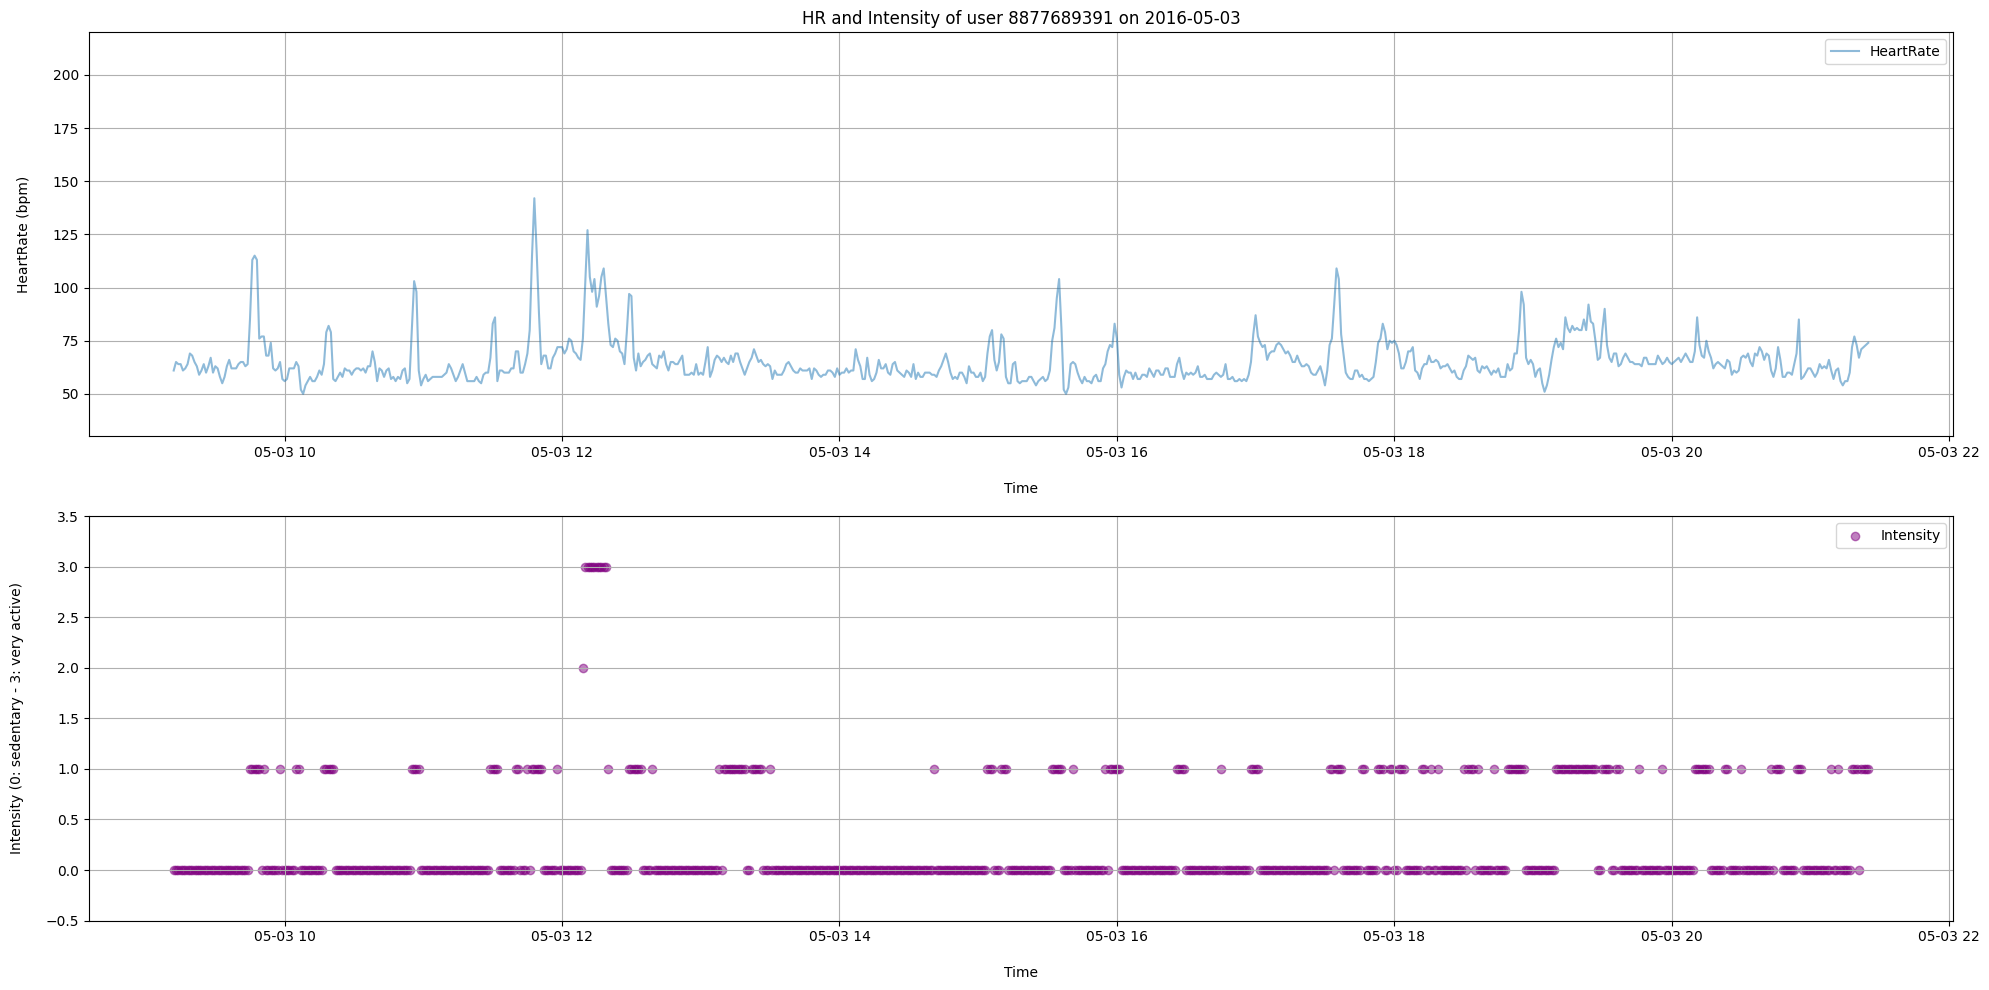 HR and Intensity of user 8877689391 on 2016-05-03
HeartRate
HeartRate (bpm)
200
175
150
125
100
75
50
05-03 10 05-03 12 05-03 14 05-03 16 05-03 18 05-03 20 05-03 22
Time
Intensity
Intensity (0: sedentary - 3: very active)
3.5
3.0
2.5
2.0
1.5
1.0
0.5
0.0
−0.5
05-03 10 05-03 12 05-03 14 05-03 16 05-03 18 05-03 20 05-03 22
Time